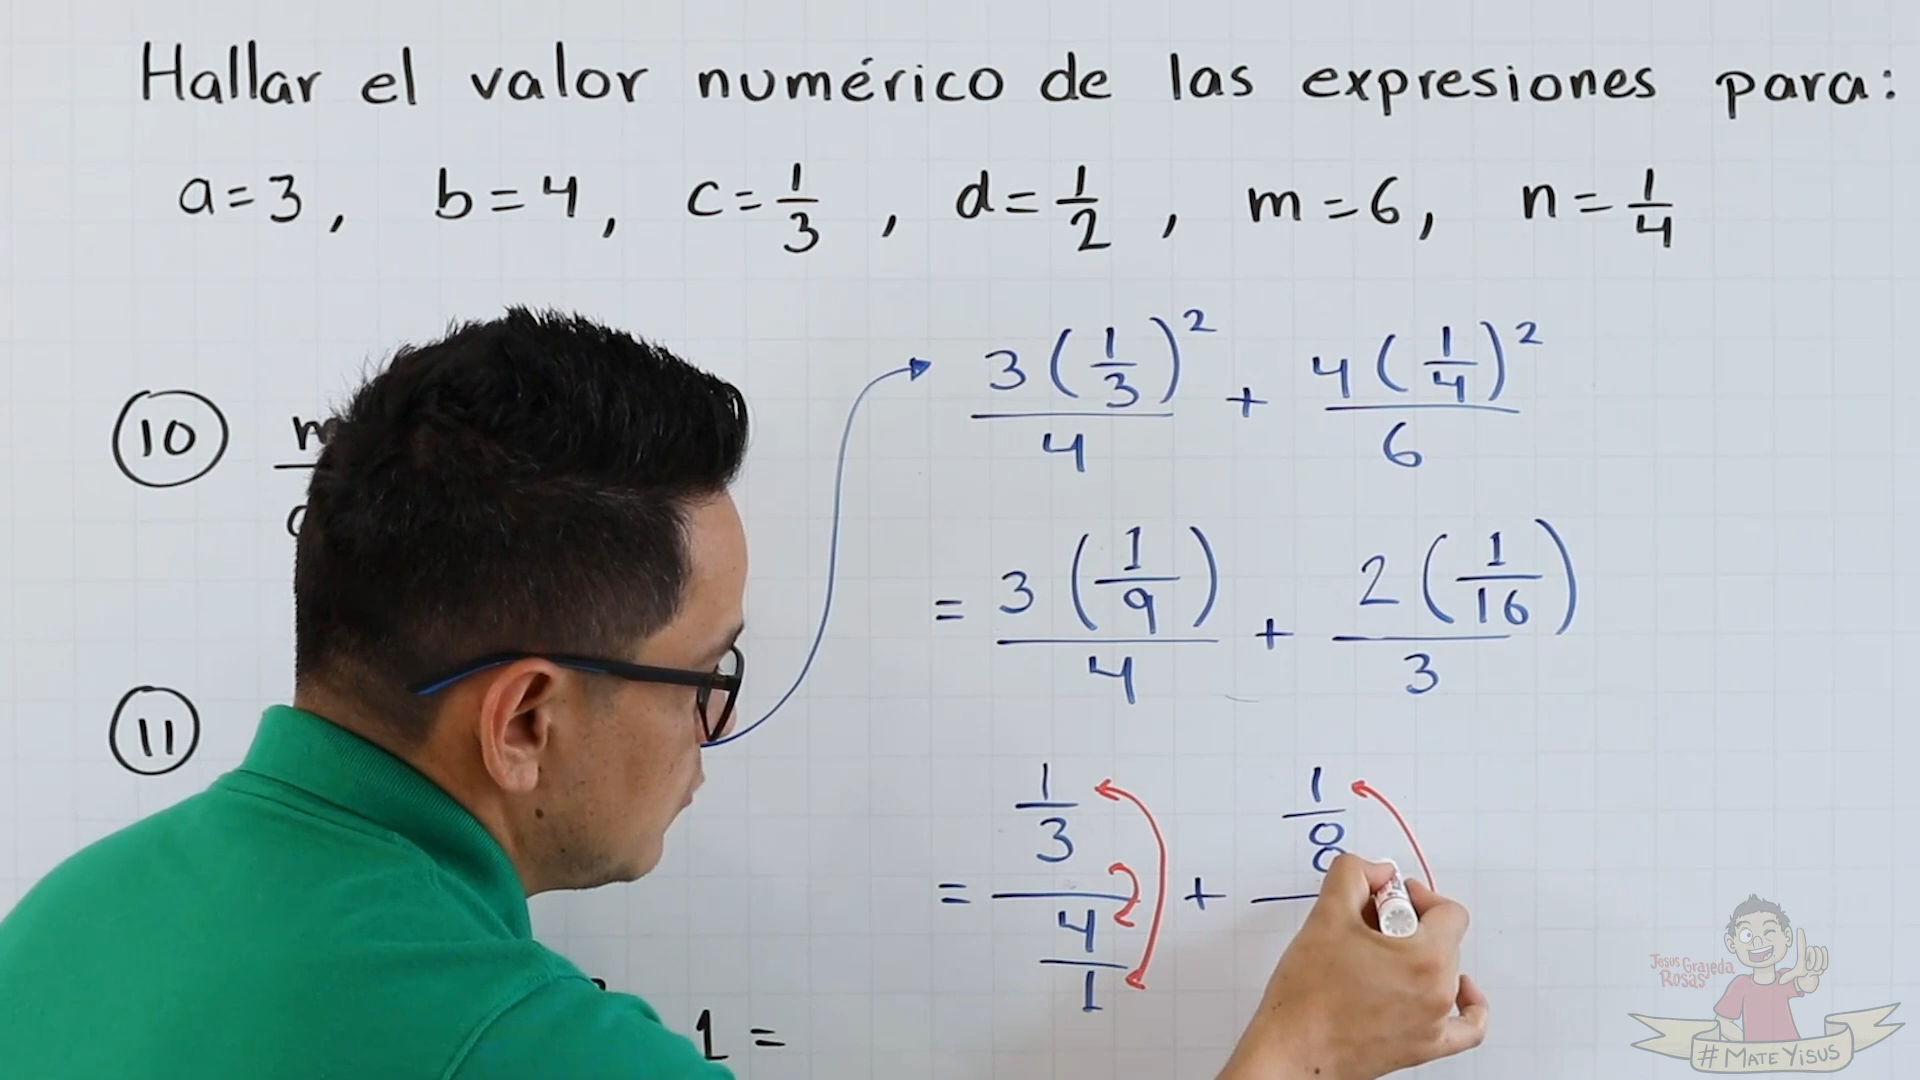 Hallar el valor numérico de las expresiones para:
a=3, b=4, c=1/3, d=1/2, m=6, n=1/4
3(1/3)²/4 + 4(1/4)²/6
10
= 3(1/9)/4 + 2(1/16)/3
11
= 1/3 / 4/1 + 1/8
1 =
Jesus Grajeda Rosas
#MATEYISUS